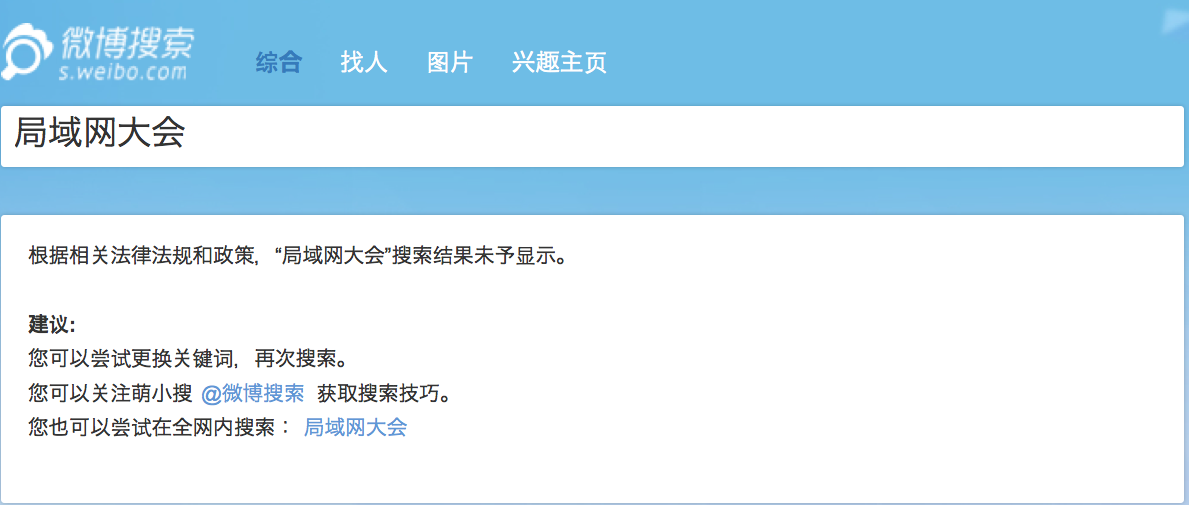 微博搜索
s.weibo.com
综合 找人 图片 兴趣主页
局域网大会
根据相关法律法规和政策，“局域网大会”搜索结果未予显示。
建议：
您可以尝试更换关键词，再次搜索。
您可以关注萌小搜 @微博搜索 获取搜索技巧。
您也可以尝试在全网内搜索： 局域网大会